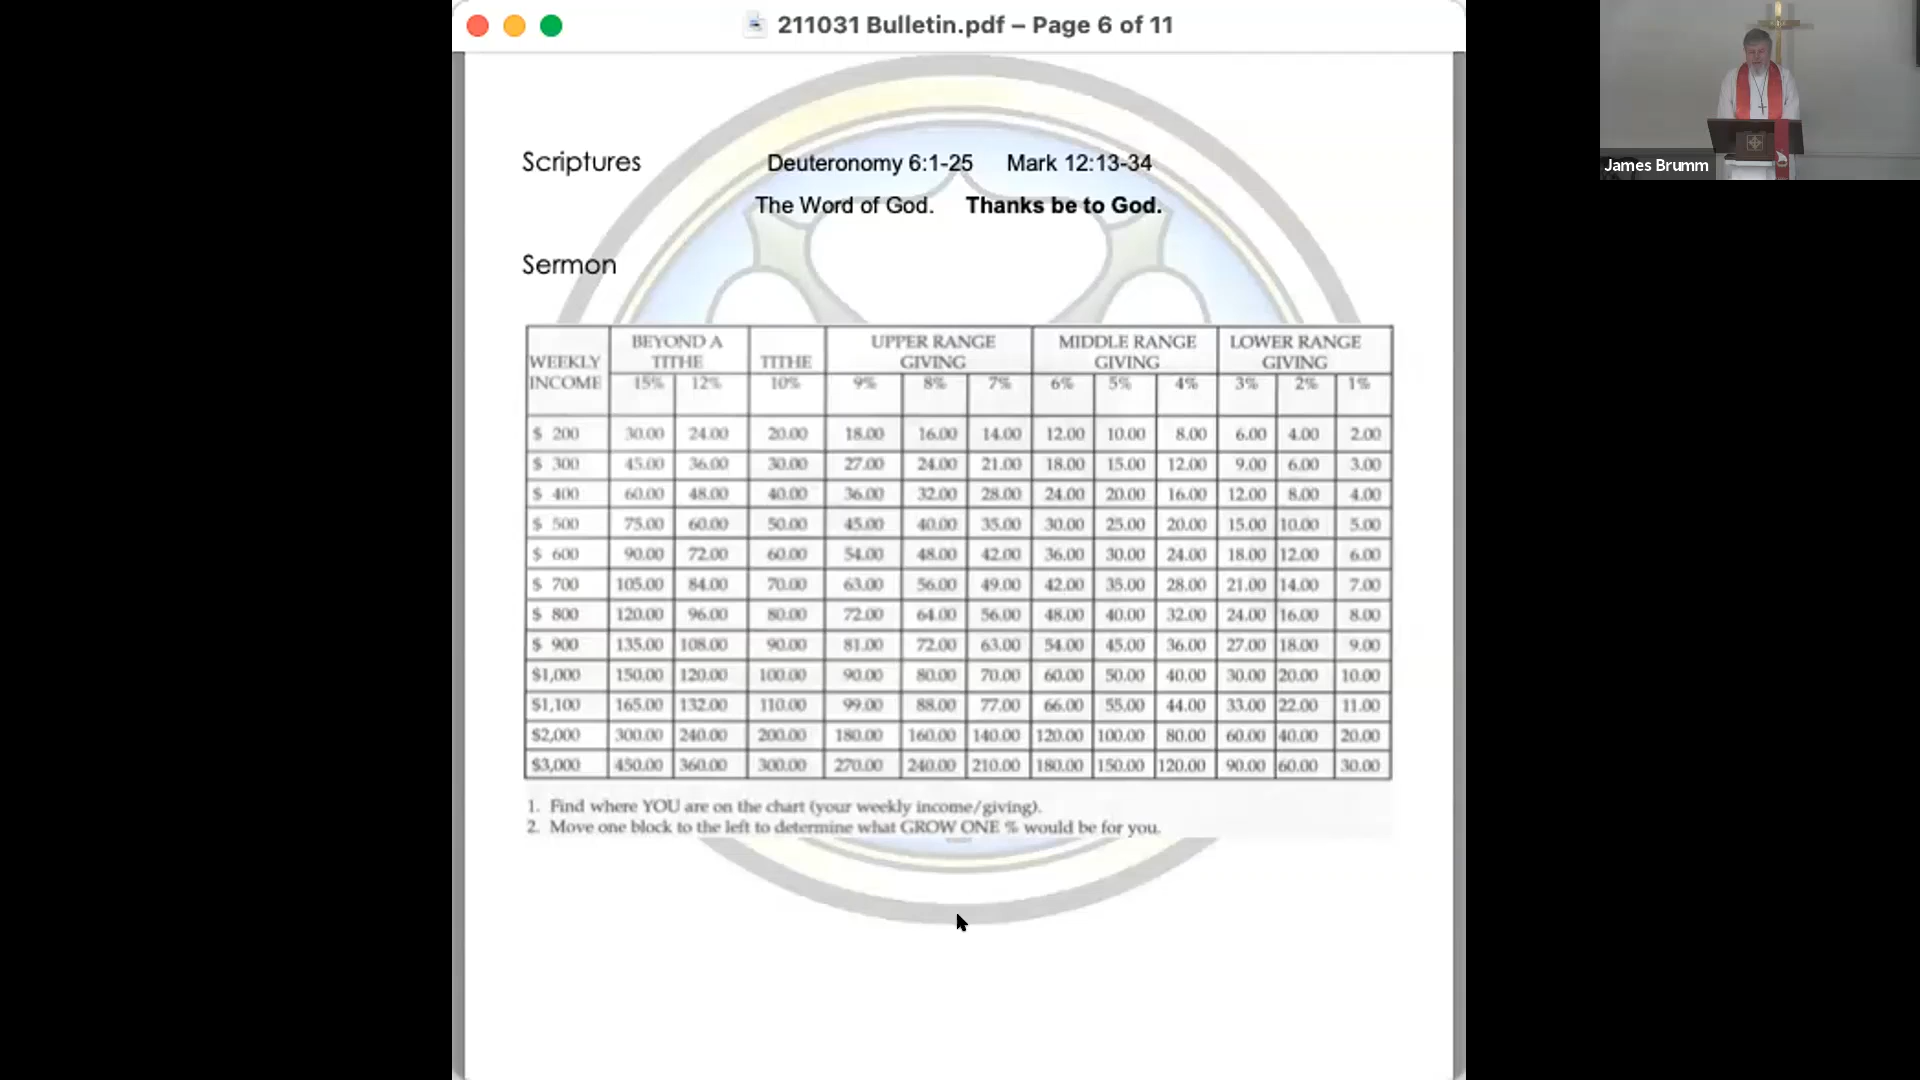 211031 Bulletin.pdf – Page 6 of 11
James Brumm
Scriptures Deuteronomy 6:1-25 Mark 12:13-34
The Word of God. Thanks be to God.
Sermon
WEEKLY INCOME BEYOND A TITHE TITHE UPPER RANGE GIVING MIDDLE RANGE GIVING LOWER RANGE GIVING
15% 12% 10% 9% 8% 7% 6% 5% 4% 3% 2% 1%
$ 200 30.00 24.00 20.00 18.00 16.00 14.00 12.00 10.00 8.00 6.00 4.00 2.00
$ 300 45.00 36.00 30.00 27.00 24.00 21.00 18.00 15.00 12.00 9.00 6.00 3.00
$ 400 60.00 48.00 40.00 36.00 32.00 28.00 24.00 20.00 16.00 12.00 8.00 4.00
$ 500 75.00 60.00 50.00 45.00 40.00 35.00 30.00 25.00 20.00 15.00 10.00 5.00
$ 600 90.00 72.00 60.00 54.00 48.00 42.00 36.00 30.00 24.00 18.00 12.00 6.00
$ 700 105.00 84.00 70.00 63.00 56.00 49.00 42.00 35.00 28.00 21.00 14.00 7.00
$ 800 120.00 96.00 80.00 72.00 64.00 56.00 48.00 40.00 32.00 24.00 16.00 8.00
$ 900 135.00 108.00 90.00 81.00 72.00 63.00 54.00 45.00 36.00 27.00 18.00 9.00
$1,000 150.00 120.00 100.00 90.00 80.00 70.00 60.00 50.00 40.00 30.00 20.00 10.00
$1,100 165.00 132.00 110.00 99.00 88.00 77.00 66.00 55.00 44.00 33.00 22.00 11.00
$2,000 300.00 240.00 200.00 180.00 160.00 140.00 120.00 100.00 80.00 60.00 40.00 20.00
$3,000 450.00 360.00 300.00 270.00 240.00 210.00 180.00 150.00 120.00 90.00 60.00 30.00
1. Find where YOU are on the chart (your weekly income/giving).
2. Move one block to the left to determine what GROW ONE % would be for you.